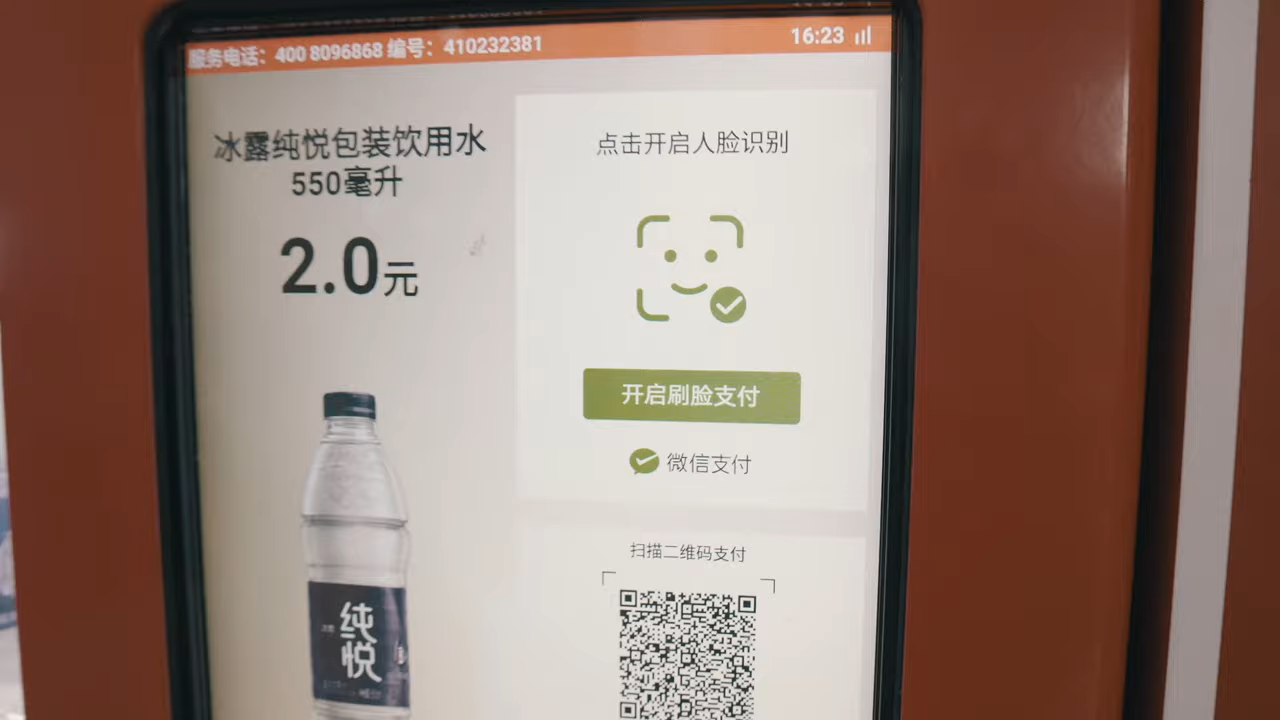 服务电话：400 8096868 编号：410232381
16:23
冰露纯悦包装饮用水
550毫升
2.0元
点击开启人脸识别
开启刷脸支付
微信支付
扫描二维码支付
纯
悦